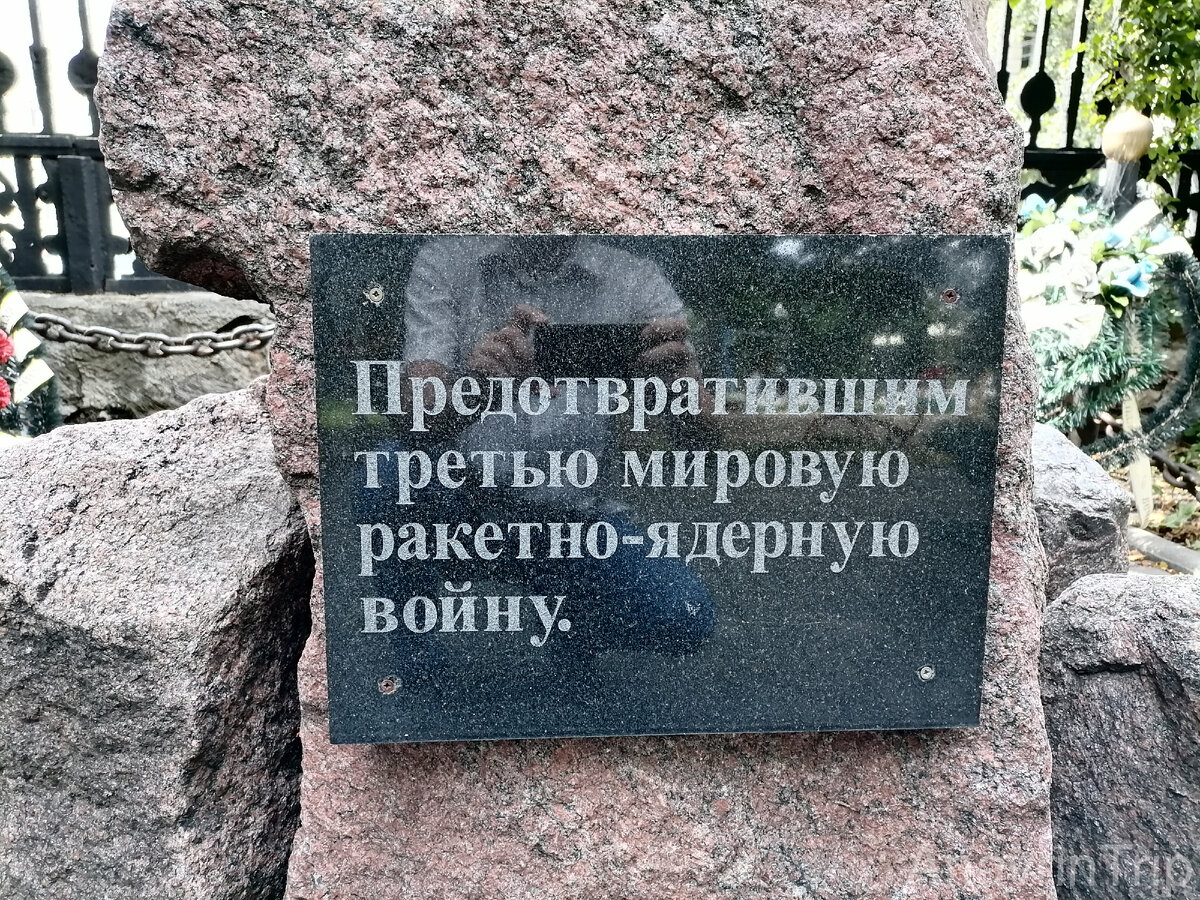 Предотвратившим
третью мировую
ракетно-ядерную
войну.